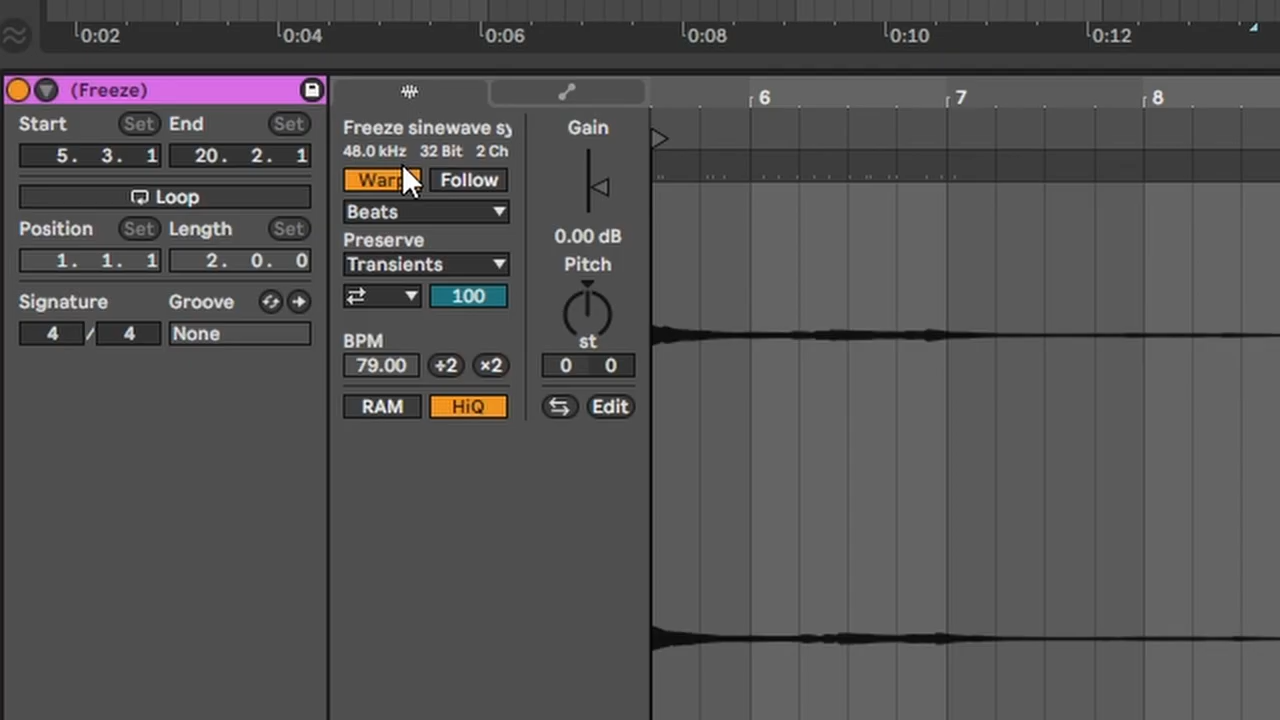 0:02 0:04 0:06 0:08 0:10 0:12
(Freeze)
6 7 8
Start Set End Set
5. 3. 1 20. 2. 1
Loop
Position Set Length Set
1. 1. 1 2. 0. 0
Signature Groove
4 / 4 None
Freeze sinewave sy
48.0 kHz 32 Bit 2 Ch
Warp Follow
Beats
Preserve
Transients
100
BPM
79.00 ÷2 ×2
RAM HiQ
Gain
0.00 dB
Pitch
st
0 0
Edit